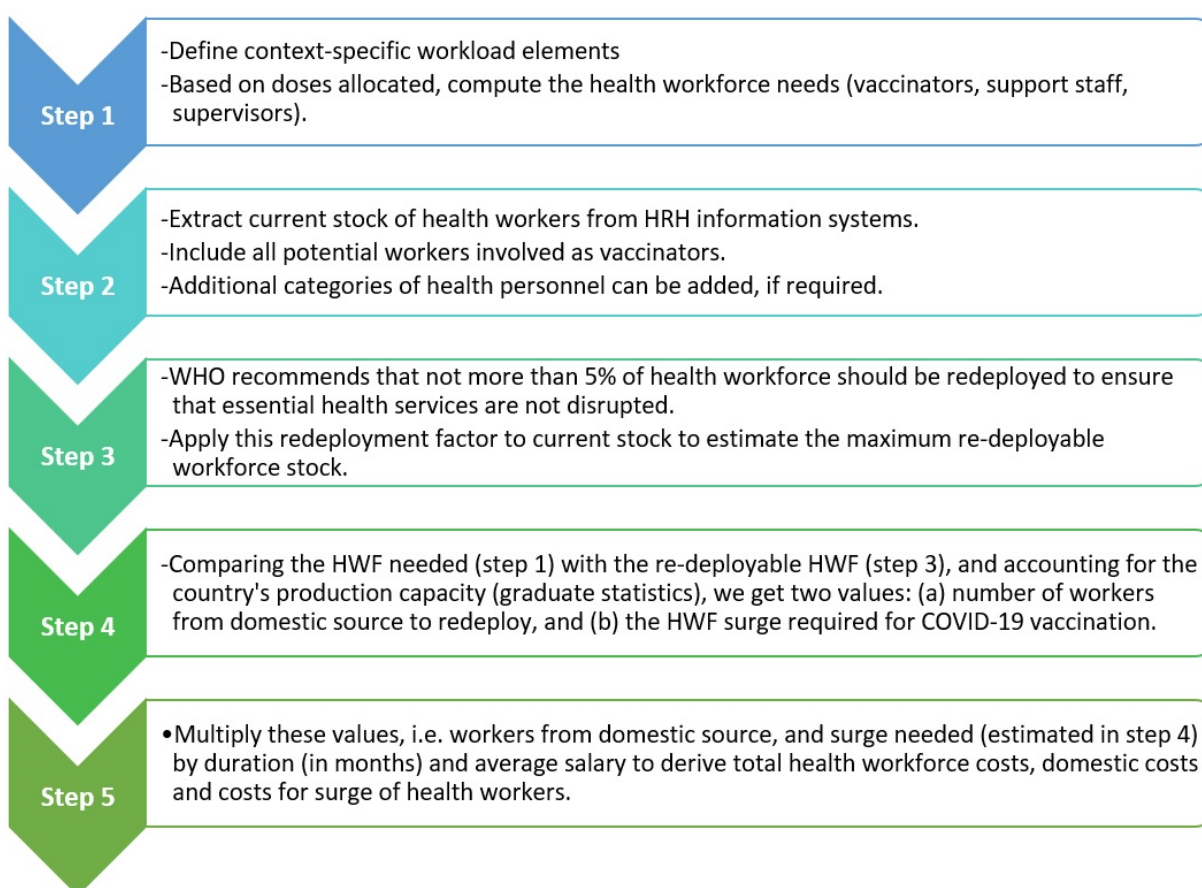 Step 1
-Define context-specific workload elements
-Based on doses allocated, compute the health workforce needs (vaccinators, support staff,
supervisors).
Step 2
-Extract current stock of health workers from HRH information systems.
-Include all potential workers involved as vaccinators.
-Additional categories of health personnel can be added, if required.
Step 3
-WHO recommends that not more than 5% of health workforce should be redeployed to ensure
that essential health services are not disrupted.
-Apply this redeployment factor to current stock to estimate the maximum re-deployable
workforce stock.
Step 4
-Comparing the HWF needed (step 1) with the re-deployable HWF (step 3), and accounting for the
country's production capacity (graduate statistics), we get two values: (a) number of workers
from domestic source to redeploy, and (b) the HWF surge required for COVID-19 vaccination.
Step 5
•Multiply these values, i.e. workers from domestic source, and surge needed (estimated in step 4)
by duration (in months) and average salary to derive total health workforce costs, domestic costs
and costs for surge of health workers.